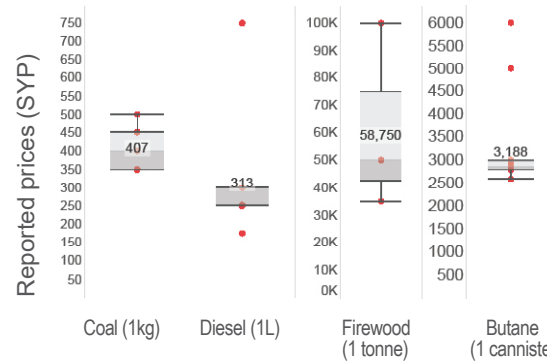 Reported prices (SYP)
750
700
650
600
550
500
450
400
350
300
250
200
150
100
50
407
313
100K
90K
80K
70K
60K
50K
40K
30K
20K
10K
0K
58,750
6000
5500
5000
4500
4000
3500
3000
2500
2000
1500
1000
500
3,188
Coal (1kg)
Diesel (1L)
Firewood
(1 tonne)
Butane
(1 canniste